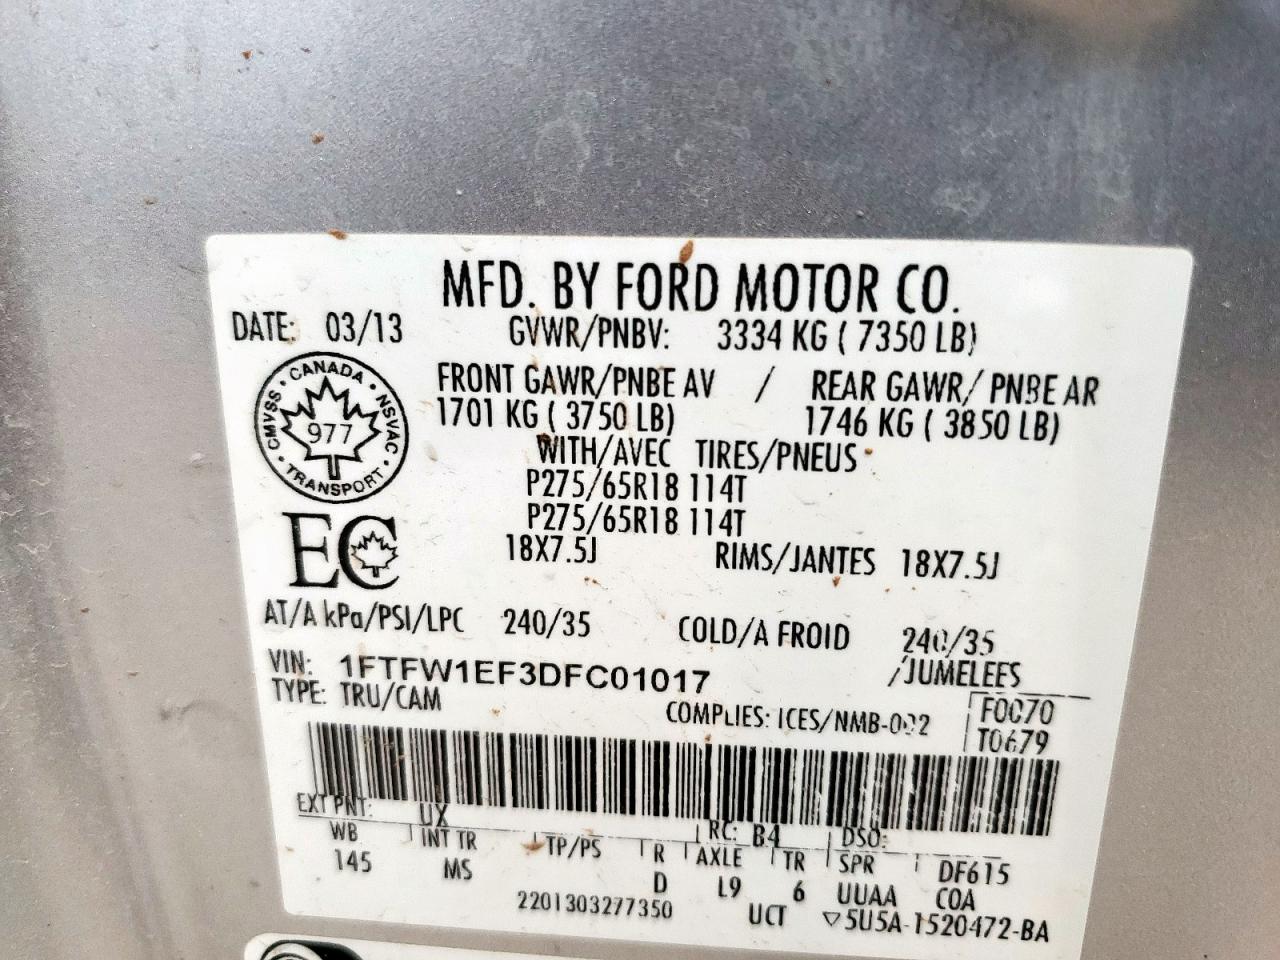 MFD. BY FORD MOTOR CO.
DATE: 03/13 GVWR/PNBV: 3334 KG ( 7350 LB)
FRONT GAWR/PNBE AV / REAR GAWR/ PNBE AR
1701 KG ( 3750 LB) 1746 KG ( 3850 LB)
CANADA · NSVAC · TRANSPORT · CMVSS
977
WITH/AVEC TIRES/PNEUS
P275/65R18 114T
P275/65R18 114T
EC
18X7.5J RIMS/JANTES 18X7.5J
AT/A kPa/PSI/LPC 240/35 COLD/A FROID 240/35
VIN: 1FTFW1EF3DFC01017 /JUMELEES
TYPE: TRU/CAM COMPLIES: ICES/NMB-002 F0070
T0679
EXT PNT: UX RC: B4 DSO:
WB INT TR TP/PS R AXLE TR SPR DF615
145 MS D L9 6 UUAA COA
2201303277350 UCT ▽5U5A-1520472-BA